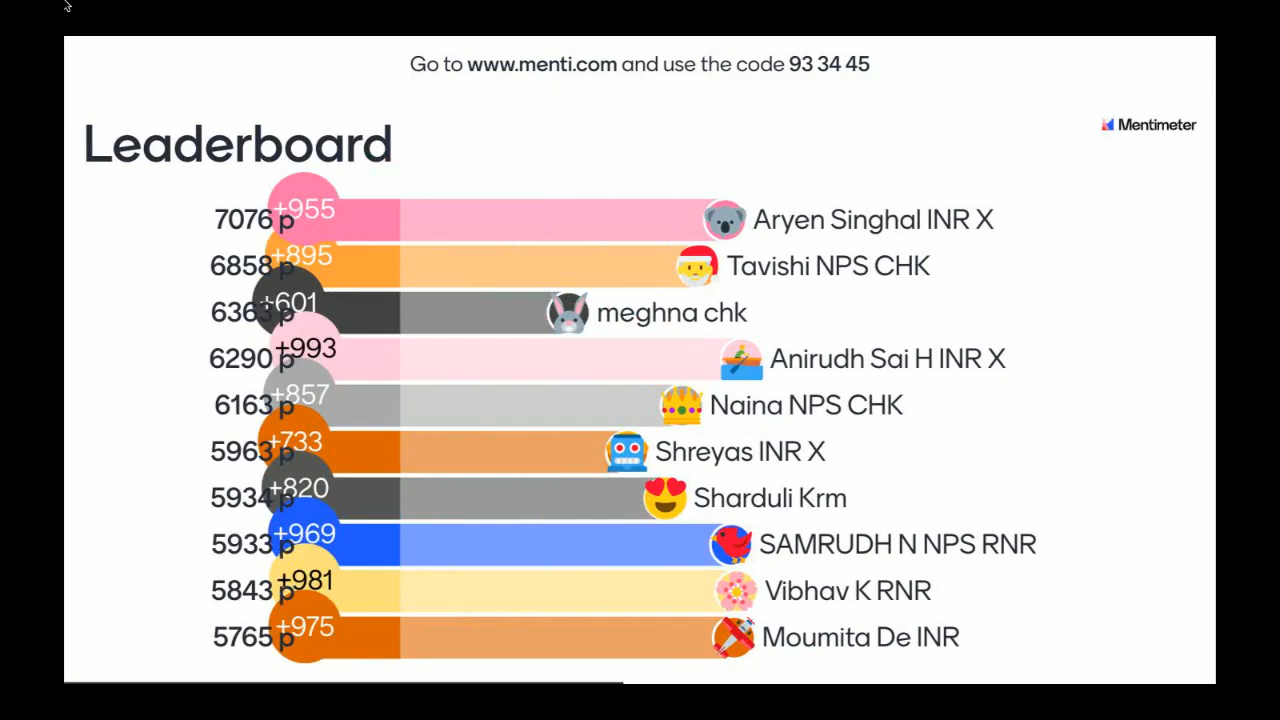 Go to www.menti.com and use the code 93 34 45
Mentimeter
Leaderboard
7076 p +955 Aryen Singhal INR X
6858 p +895 Tavishi NPS CHK
6363 p +601 meghna chk
6290 p +993 Anirudh Sai H INR X
6163 p +857 Naina NPS CHK
5963 p +733 Shreyas INR X
5934 p +820 Sharduli Krm
5933 p +969 SAMRUDH N NPS RNR
5843 p +981 Vibhav K RNR
5765 p +975 Moumita De INR